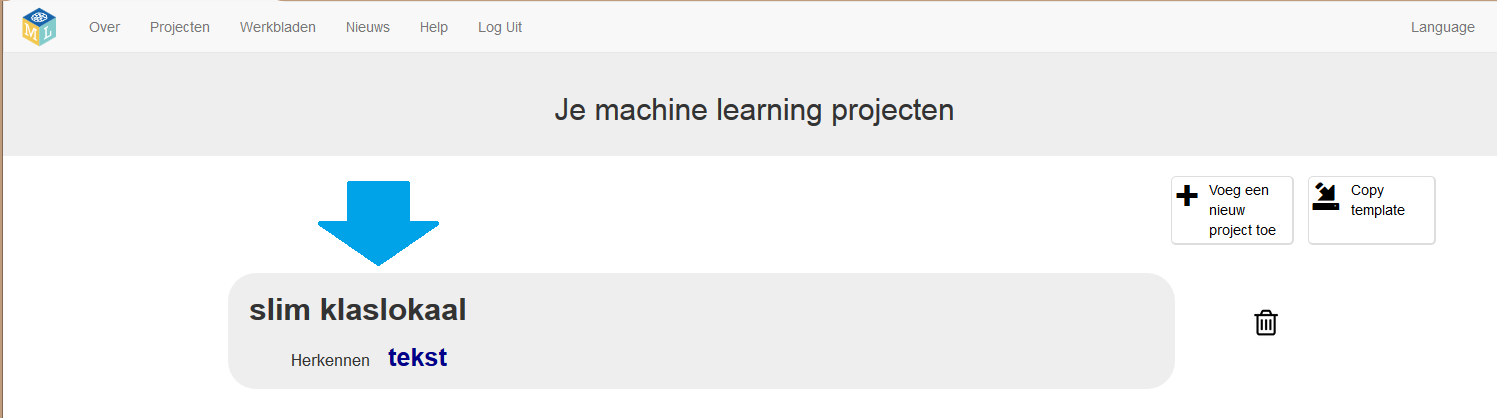 M L
Over Projecten Werkbladen Nieuws Help Log Uit Language
Je machine learning projecten
Voeg een
nieuw
project toe
Copy
template
slim klaslokaal
Herkennen tekst